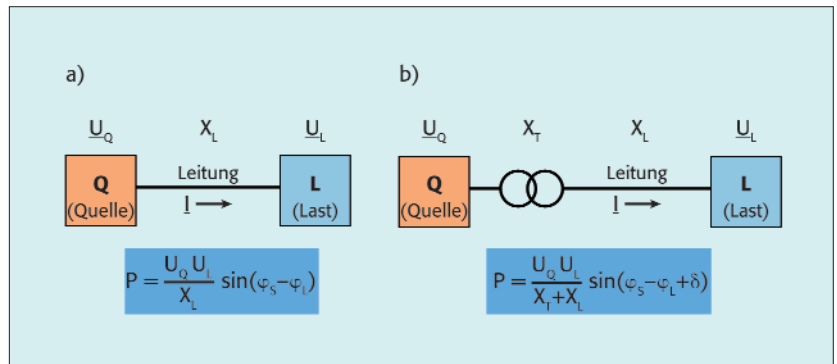 a)
U_Q X_L U_L
Q
(Quelle)
Leitung
I
L
(Last)
P = U_Q U_L / X_L sin(φ_S–φ_L)
b)
U_Q X_T X_L U_L
Q
(Quelle)
Leitung
I
L
(Last)
P = U_Q U_L / X_T+X_L sin(φ_S–φ_L+δ)